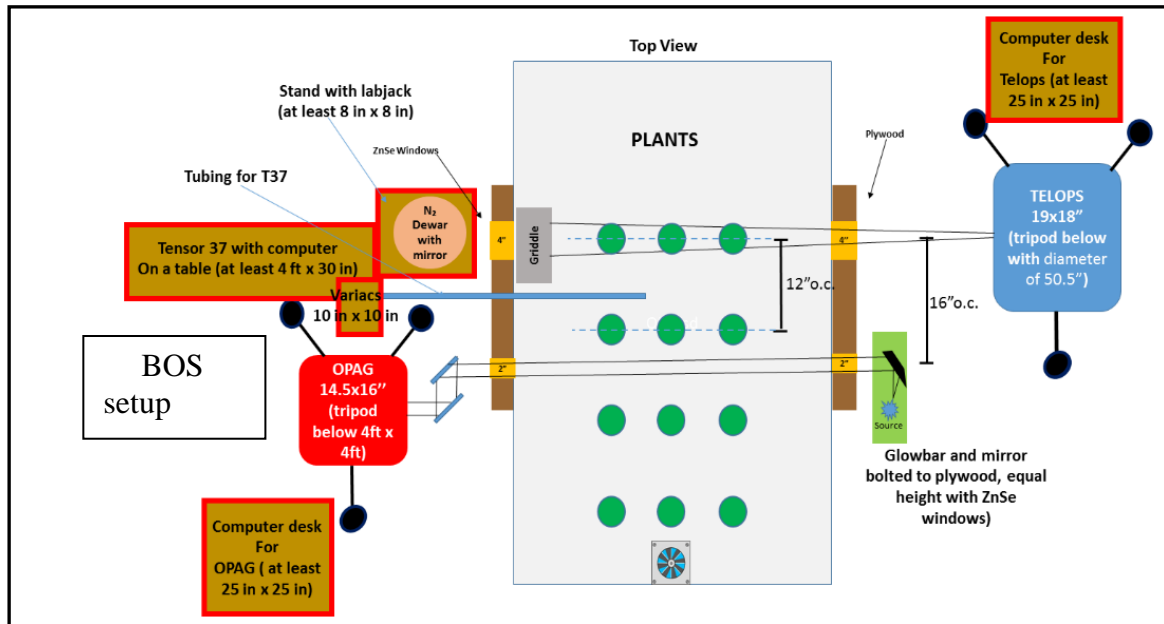 Top View
Computer desk
For
Telops (at least
25 in x 25 in)
Stand with labjack
(at least 8 in x 8 in)
ZnSe Windows
PLANTS
Plywood
Tubing for T37
N₂
Dewar
with
mirror
4"
Griddle
4"
TELOPS
19x18"
(tripod below
with diameter
of 50.5")
Tensor 37 with computer
On a table (at least 4 ft x 30 in)
12"o.c.
16"o.c.
Variacs
10 in x 10 in
BOS
setup
OPAG
14.5x16''
(tripod
below 4ft x
4ft)
2"
2"
Source
Glowbar and mirror
bolted to plywood, equal
height with ZnSe
windows)
Computer desk
For
OPAG ( at least
25 in x 25 in)